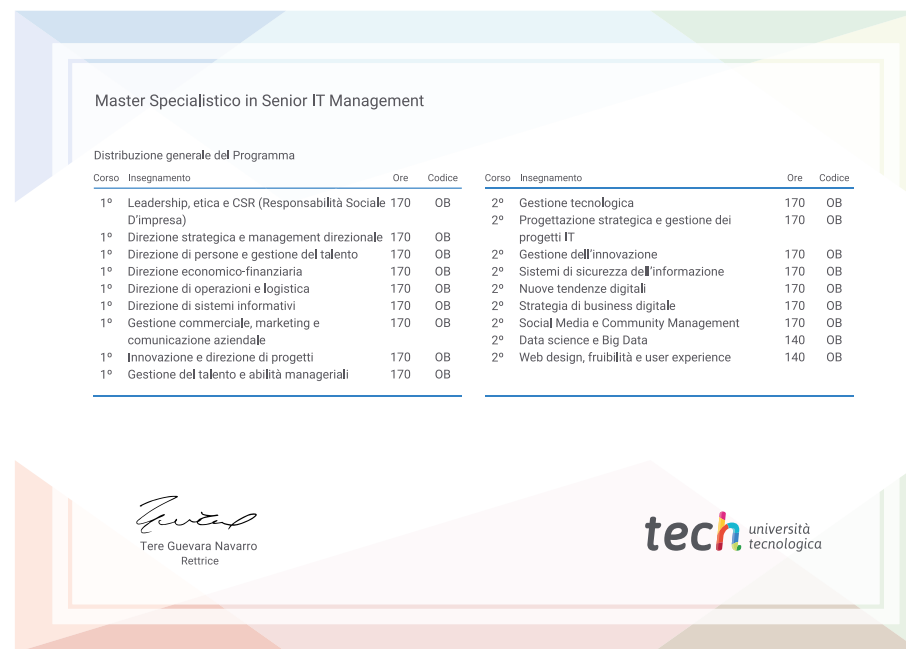 Master Specialistico in Senior IT Management
Distribuzione generale del Programma
Corso Insegnamento Ore Codice
1º Leadership, etica e CSR (Responsabilità Sociale 170 OB
D'impresa)
1º Direzione strategica e management direzionale 170 OB
1º Direzione di persone e gestione del talento 170 OB
1º Direzione economico-finanziaria 170 OB
1º Direzione di operazioni e logistica 170 OB
1º Direzione di sistemi informativi 170 OB
1º Gestione commerciale, marketing e 170 OB
comunicazione aziendale
1º Innovazione e direzione di progetti 170 OB
1º Gestione del talento e abilità manageriali 170 OB
Corso Insegnamento Ore Codice
2º Gestione tecnologica 170 OB
2º Progettazione strategica e gestione dei 170 OB
progetti IT
2º Gestione dell'innovazione 170 OB
2º Sistemi di sicurezza dell'informazione 170 OB
2º Nuove tendenze digitali 170 OB
2º Strategia di business digitale 170 OB
2º Social Media e Community Management 170 OB
2º Data science e Big Data 140 OB
2º Web design, fruibilità e user experience 140 OB
Tere Guevara Navarro
Rettrice
tech università
tecnologica